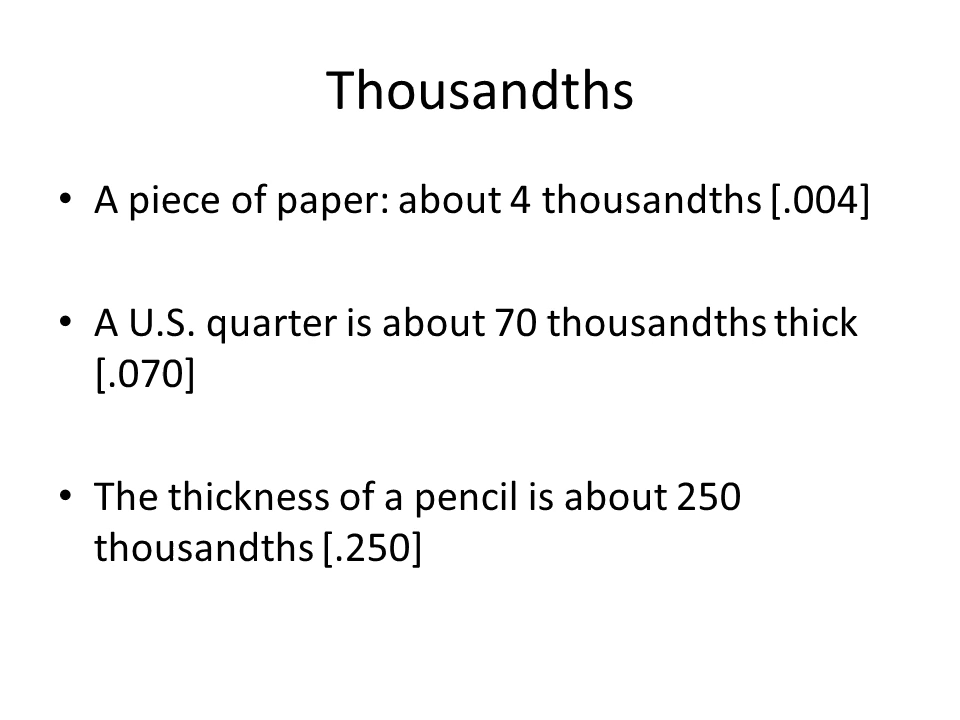 Thousandths
• A piece of paper: about 4 thousandths [.004]
• A U.S. quarter is about 70 thousandths thick
[.070]
• The thickness of a pencil is about 250
thousandths [.250]